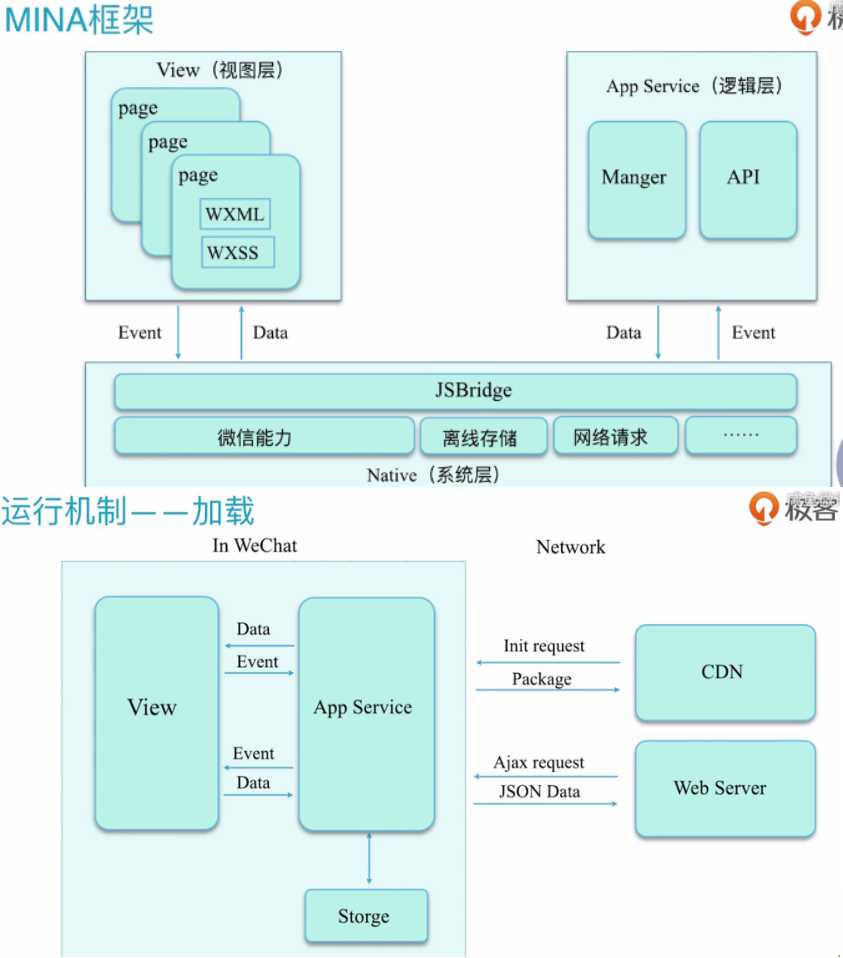 MINA框架
View（视图层）
page
page
page
WXML
WXSS
App Service（逻辑层）
Manger
API
Event
Data
Data
Event
JSBridge
微信能力
离线存储
网络请求
……
Native（系统层）
运行机制——加载
极客
In WeChat
Network
View
Data
Event
Event
Data
App Service
Storge
Init request
Package
CDN
Ajax request
JSON Data
Web Server